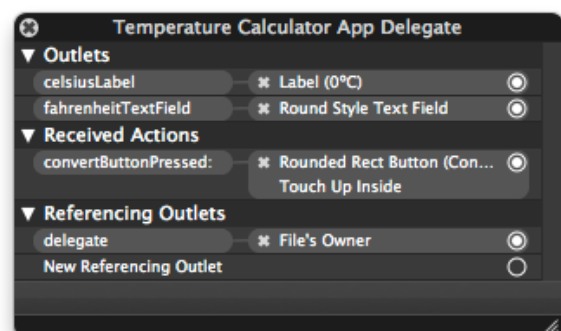 Temperature Calculator App Delegate
Outlets
celsiusLabel Label (0ºC)
fahrenheitTextField Round Style Text Field
Received Actions
convertButtonPressed: Rounded Rect Button (Con...
Touch Up Inside
Referencing Outlets
delegate File's Owner
New Referencing Outlet